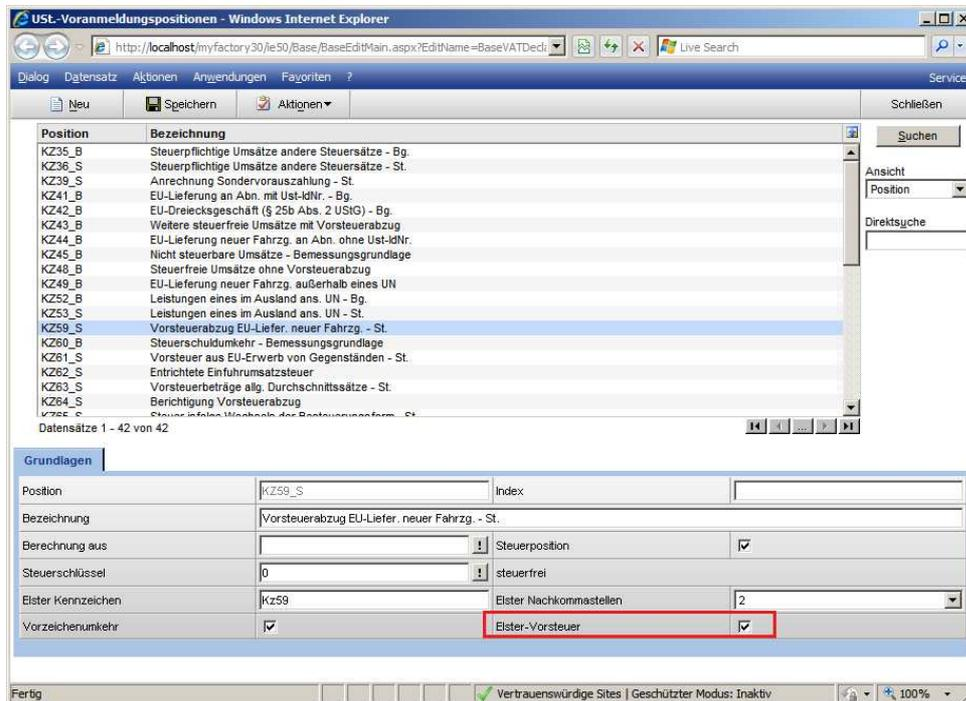 USt.-Voranmeldungspositionen - Windows Internet Explorer
http://localhost/myfactory30/ie50/Base/BaseEditMain.aspx?EditName=BaseVATDecl
Live Search
Dialog Datensatz Aktionen Anwendungen Favoriten ? Service
Neu Speichern Aktionen Schließen
Position Bezeichnung Suchen
KZ35_B Steuerpflichtige Umsätze andere Steuersätze - Bg.
KZ36_S Steuerpflichtige Umsätze andere Steuersätze - St.
KZ39_S Anrechnung Sondervorauszahlung - St.
KZ41_B EU-Lieferung an Abn. mit Ust-IdNr. - Bg.
KZ42_B EU-Dreiecksgeschäft (§ 25b Abs. 2 UStG) - Bg.
KZ43_B Weitere steuerfreie Umsätze mit Vorsteuerabzug
KZ44_B EU-Lieferung neuer Fahrzg. an Abn. ohne Ust-IdNr.
KZ45_B Nicht steuerbare Umsätze - Bemessungsgrundlage
KZ48_B Steuerfreie Umsätze ohne Vorsteuerabzug
KZ49_B EU-Lieferung neuer Fahrzg. außerhalb eines UN
KZ52_B Leistungen eines im Ausland ans. UN - Bg.
KZ53_S Leistungen eines im Ausland ans. UN - St.
KZ59_S Vorsteuerabzug EU-Liefer. neuer Fahrzg. - St.
KZ60_B Steuerschuldumkehr - Bemessungsgrundlage
KZ61_S Vorsteuer aus EU-Erwerb von Gegenständen - St.
KZ62_S Entrichtete Einfuhrumsatzsteuer
KZ63_S Vorsteuerbeträge allg. Durchschnittssätze - St.
KZ64_S Berichtigung Vorsteuerabzug
KZ65_S Steuer infolge Wechsels der Besteuerungsform - St.
Ansicht
Position
Direktsuche
Datensätze 1 - 42 von 42 ...
Grundlagen
Position KZ59_S Index
Bezeichnung Vorsteuerabzug EU-Liefer. neuer Fahrzg. - St.
Berechnung aus ! Steuerposition
Steuerschlüssel 0 ! steuerfrei
Elster Kennzeichen Kz59 Elster Nachkommastellen 2
Vorzeichenumkehr Elster-Vorsteuer
Fertig Vertrauenswürdige Sites | Geschützter Modus: Inaktiv 100%